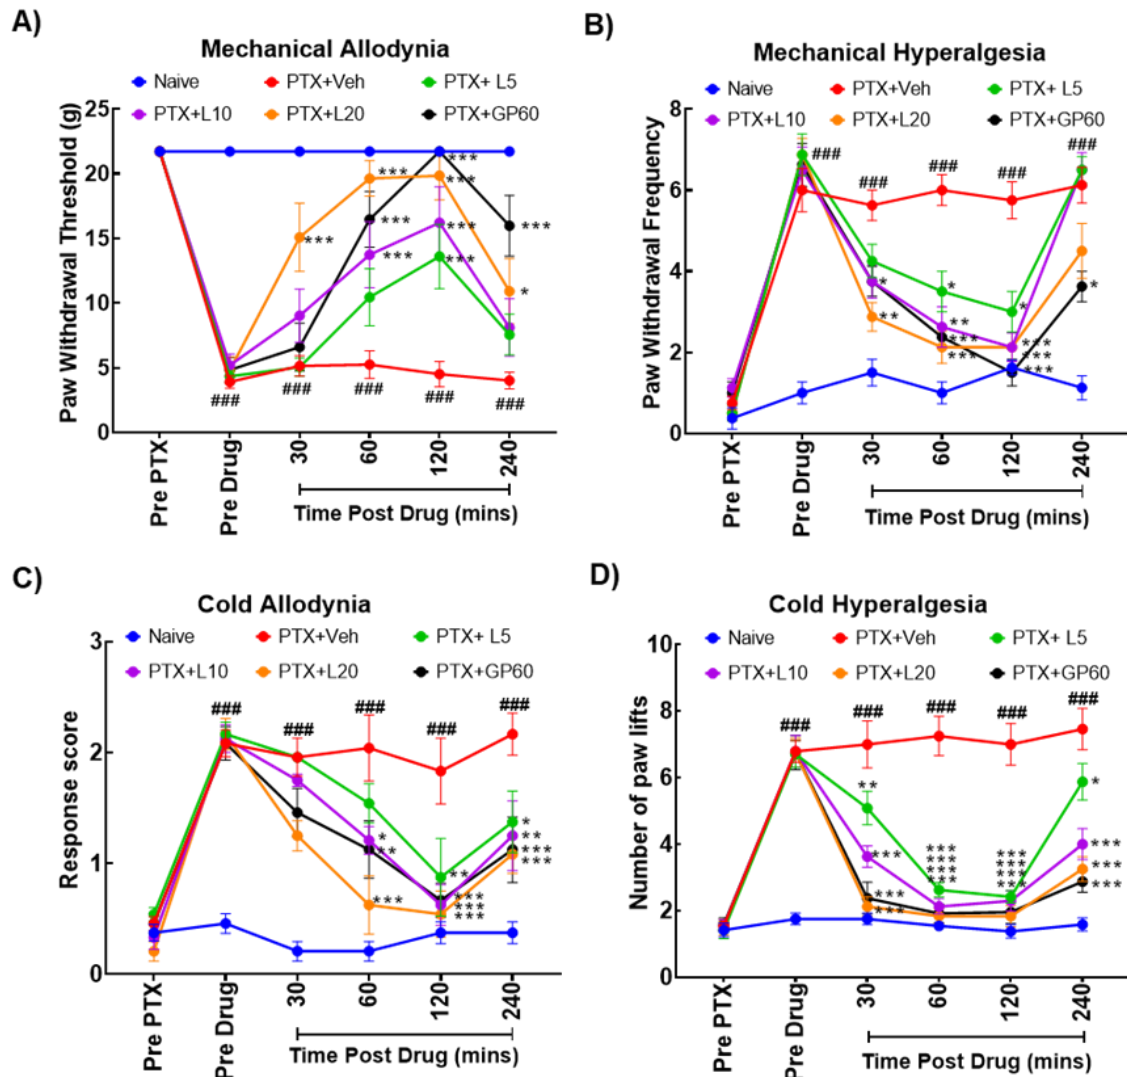 A)
Mechanical Allodynia
Naive PTX+Veh PTX+ L5
PTX+L10 PTX+L20 PTX+GP60
Paw Withdrawal Threshold (g)
25
20
15
10
5
0
***
***
***
***
***
***
***
***
***
*
### ### ### ### ###
Pre PTX Pre Drug 30 60 120 240
Time Post Drug (mins)
B)
Mechanical Hyperalgesia
Naive PTX+Veh PTX+ L5
PTX+L10 PTX+L20 PTX+GP60
Paw Withdrawal Frequency
8
6
4
2
0
### ### ### ### ###
*
**
*
**
***
***
*
***
***
***
*
Pre PTX Pre Drug 30 60 120 240
Time Post Drug (mins)
C)
Cold Allodynia
Naive PTX+Veh PTX+ L5
PTX+L10 PTX+L20 PTX+GP60
Response score
3
2
1
0
### ### ### ### ###
*
**
***
**
***
***
***
*
**
***
***
Pre PTX Pre Drug 30 60 120 240
Time Post Drug (mins)
D)
Cold Hyperalgesia
Naive PTX+Veh PTX+ L5
PTX+L10 PTX+L20 PTX+GP60
Number of paw lifts
10
8
6
4
2
0
### ### ### ### ###
**
***
***
***
***
***
***
***
***
***
***
***
*
***
***
***
Pre PTX Pre Drug 30 60 120 240
Time Post Drug (mins)